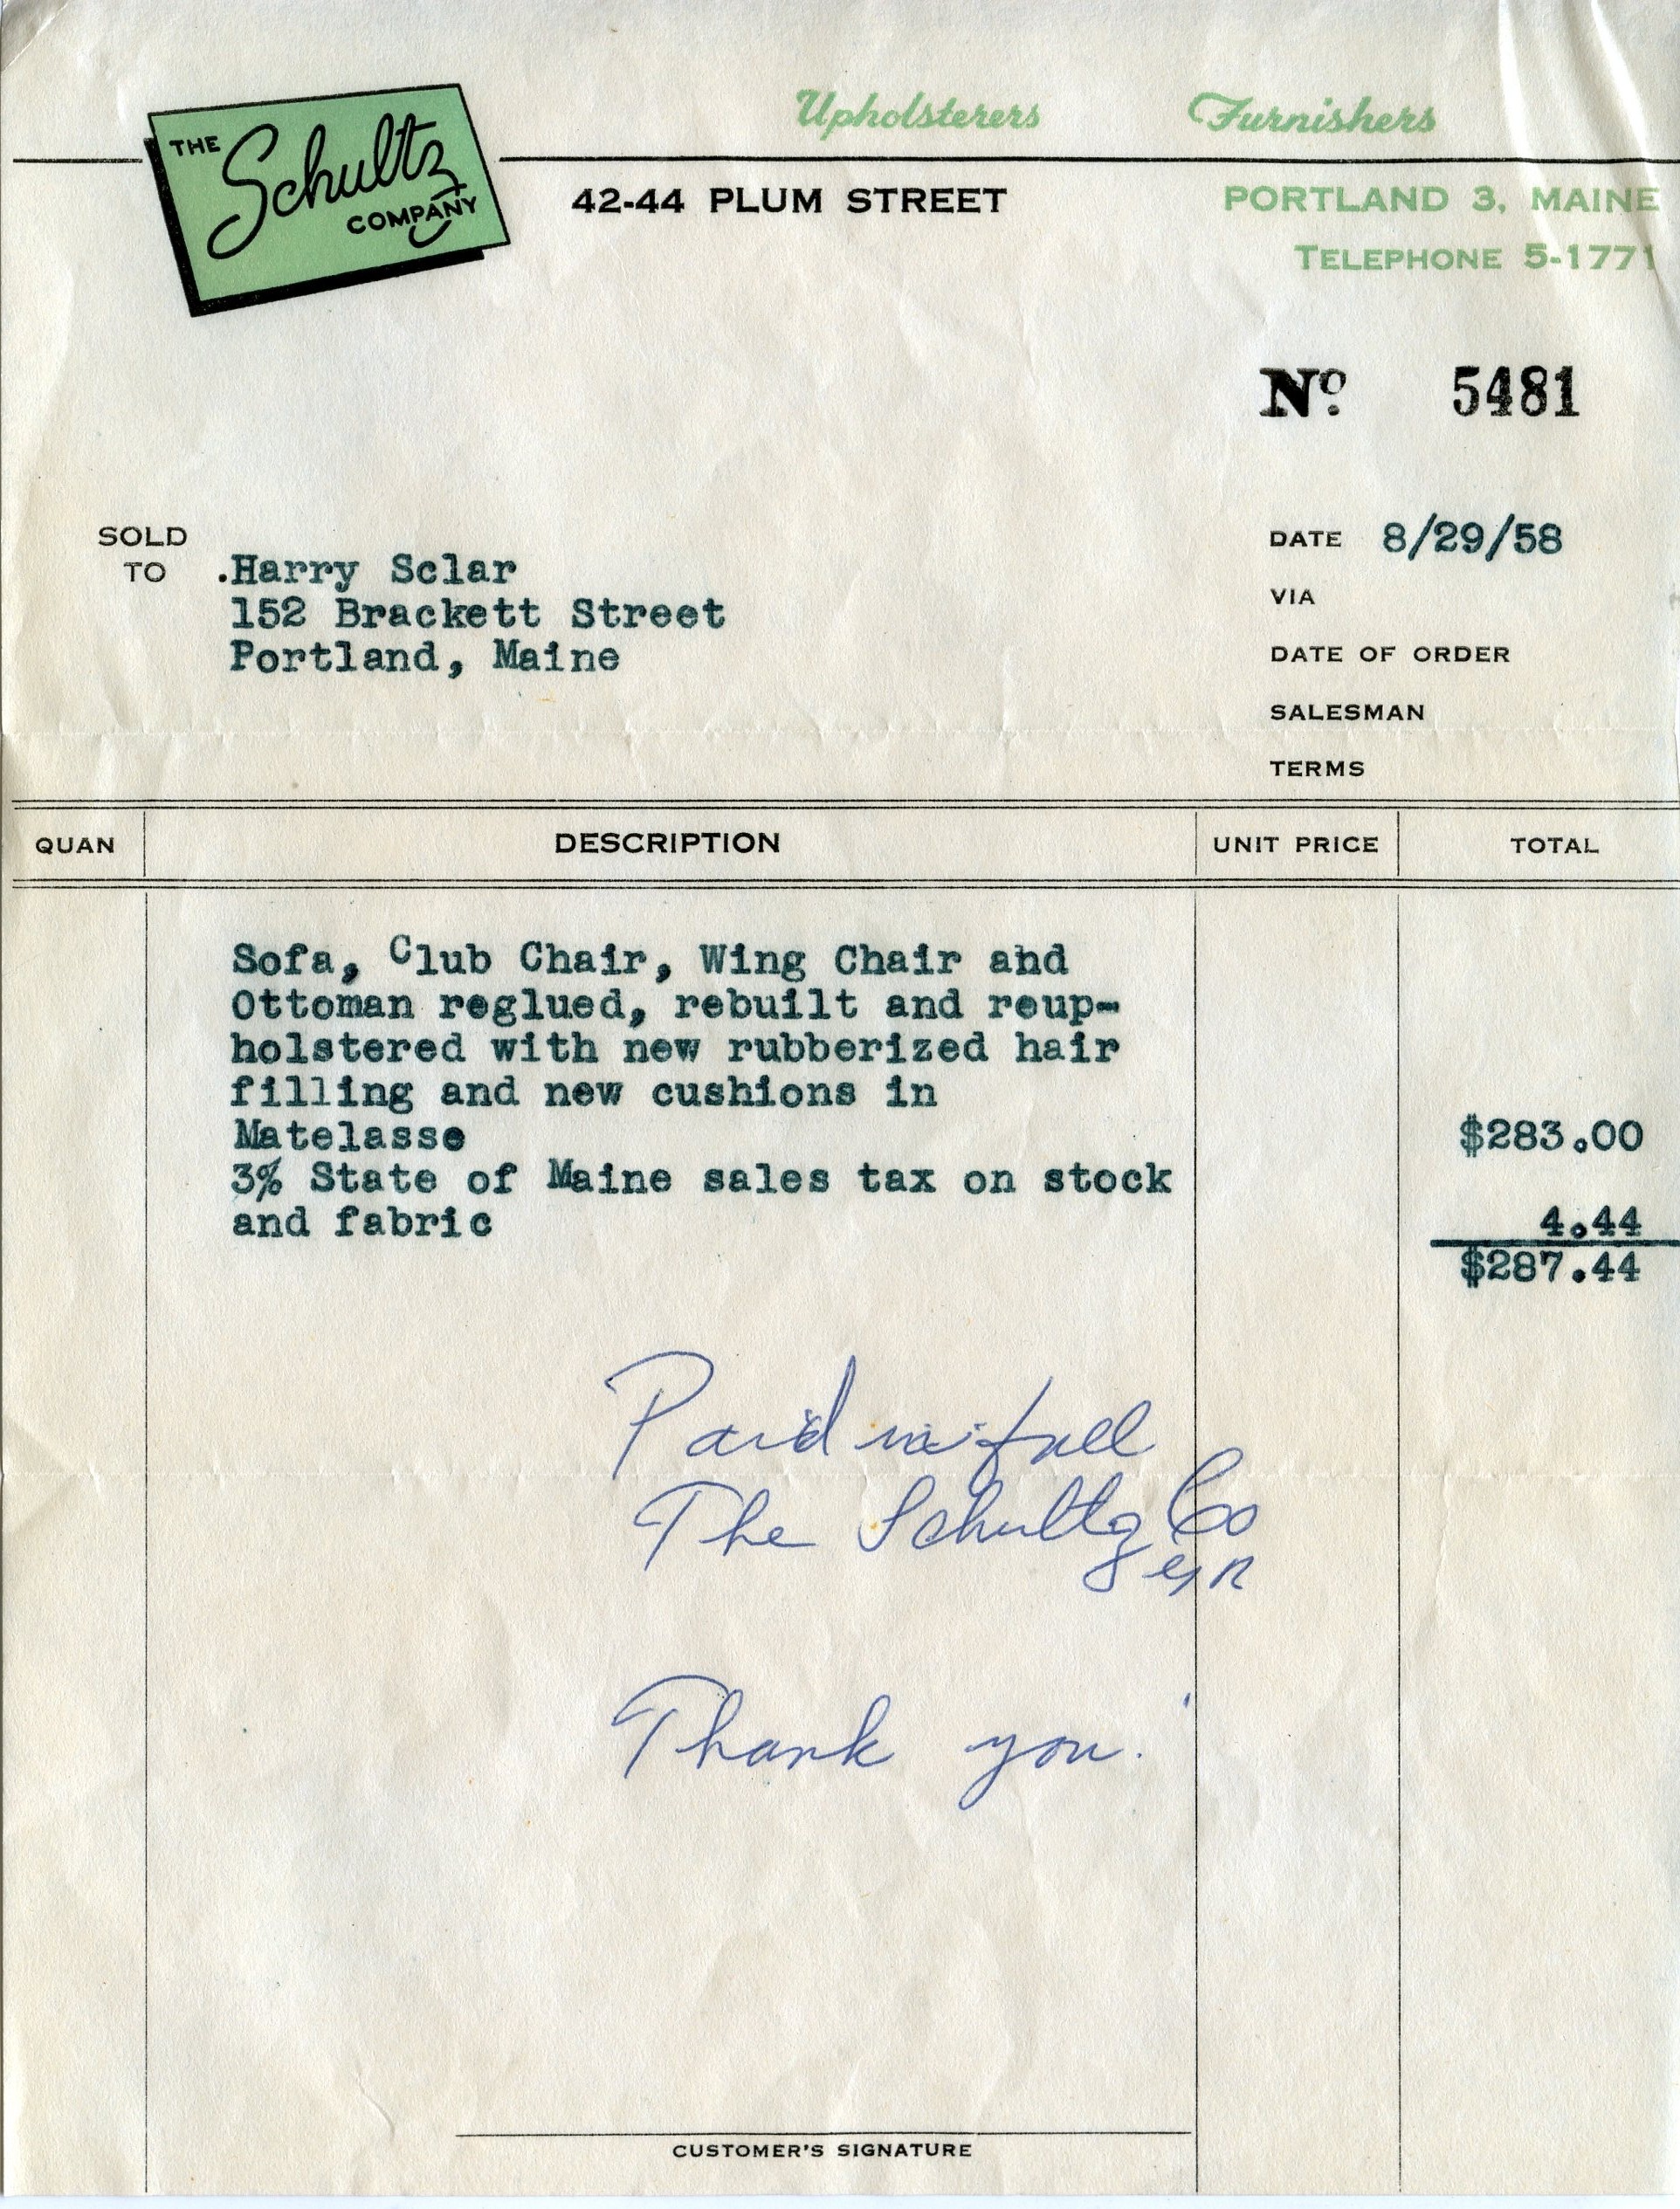 THE Schultz COMPANY
Upholsterers Furnishers
42-44 PLUM STREET
PORTLAND 3, MAINE
TELEPHONE 5-1771
Nº 5481
SOLD TO
.Harry Sclar
152 Brackett Street
Portland, Maine
DATE 8/29/58
VIA
DATE OF ORDER
SALESMAN
TERMS
QUAN DESCRIPTION UNIT PRICE TOTAL
Sofa, Club Chair, Wing Chair and
Ottoman reglued, rebuilt and reup-
holstered with new rubberized hair
filling and new cushions in
Matelasse $283.00
3% State of Maine sales tax on stock
and fabric 4.44
$287.44
Paid in full
The Schultz Co
Thank you!
CUSTOMER'S SIGNATURE